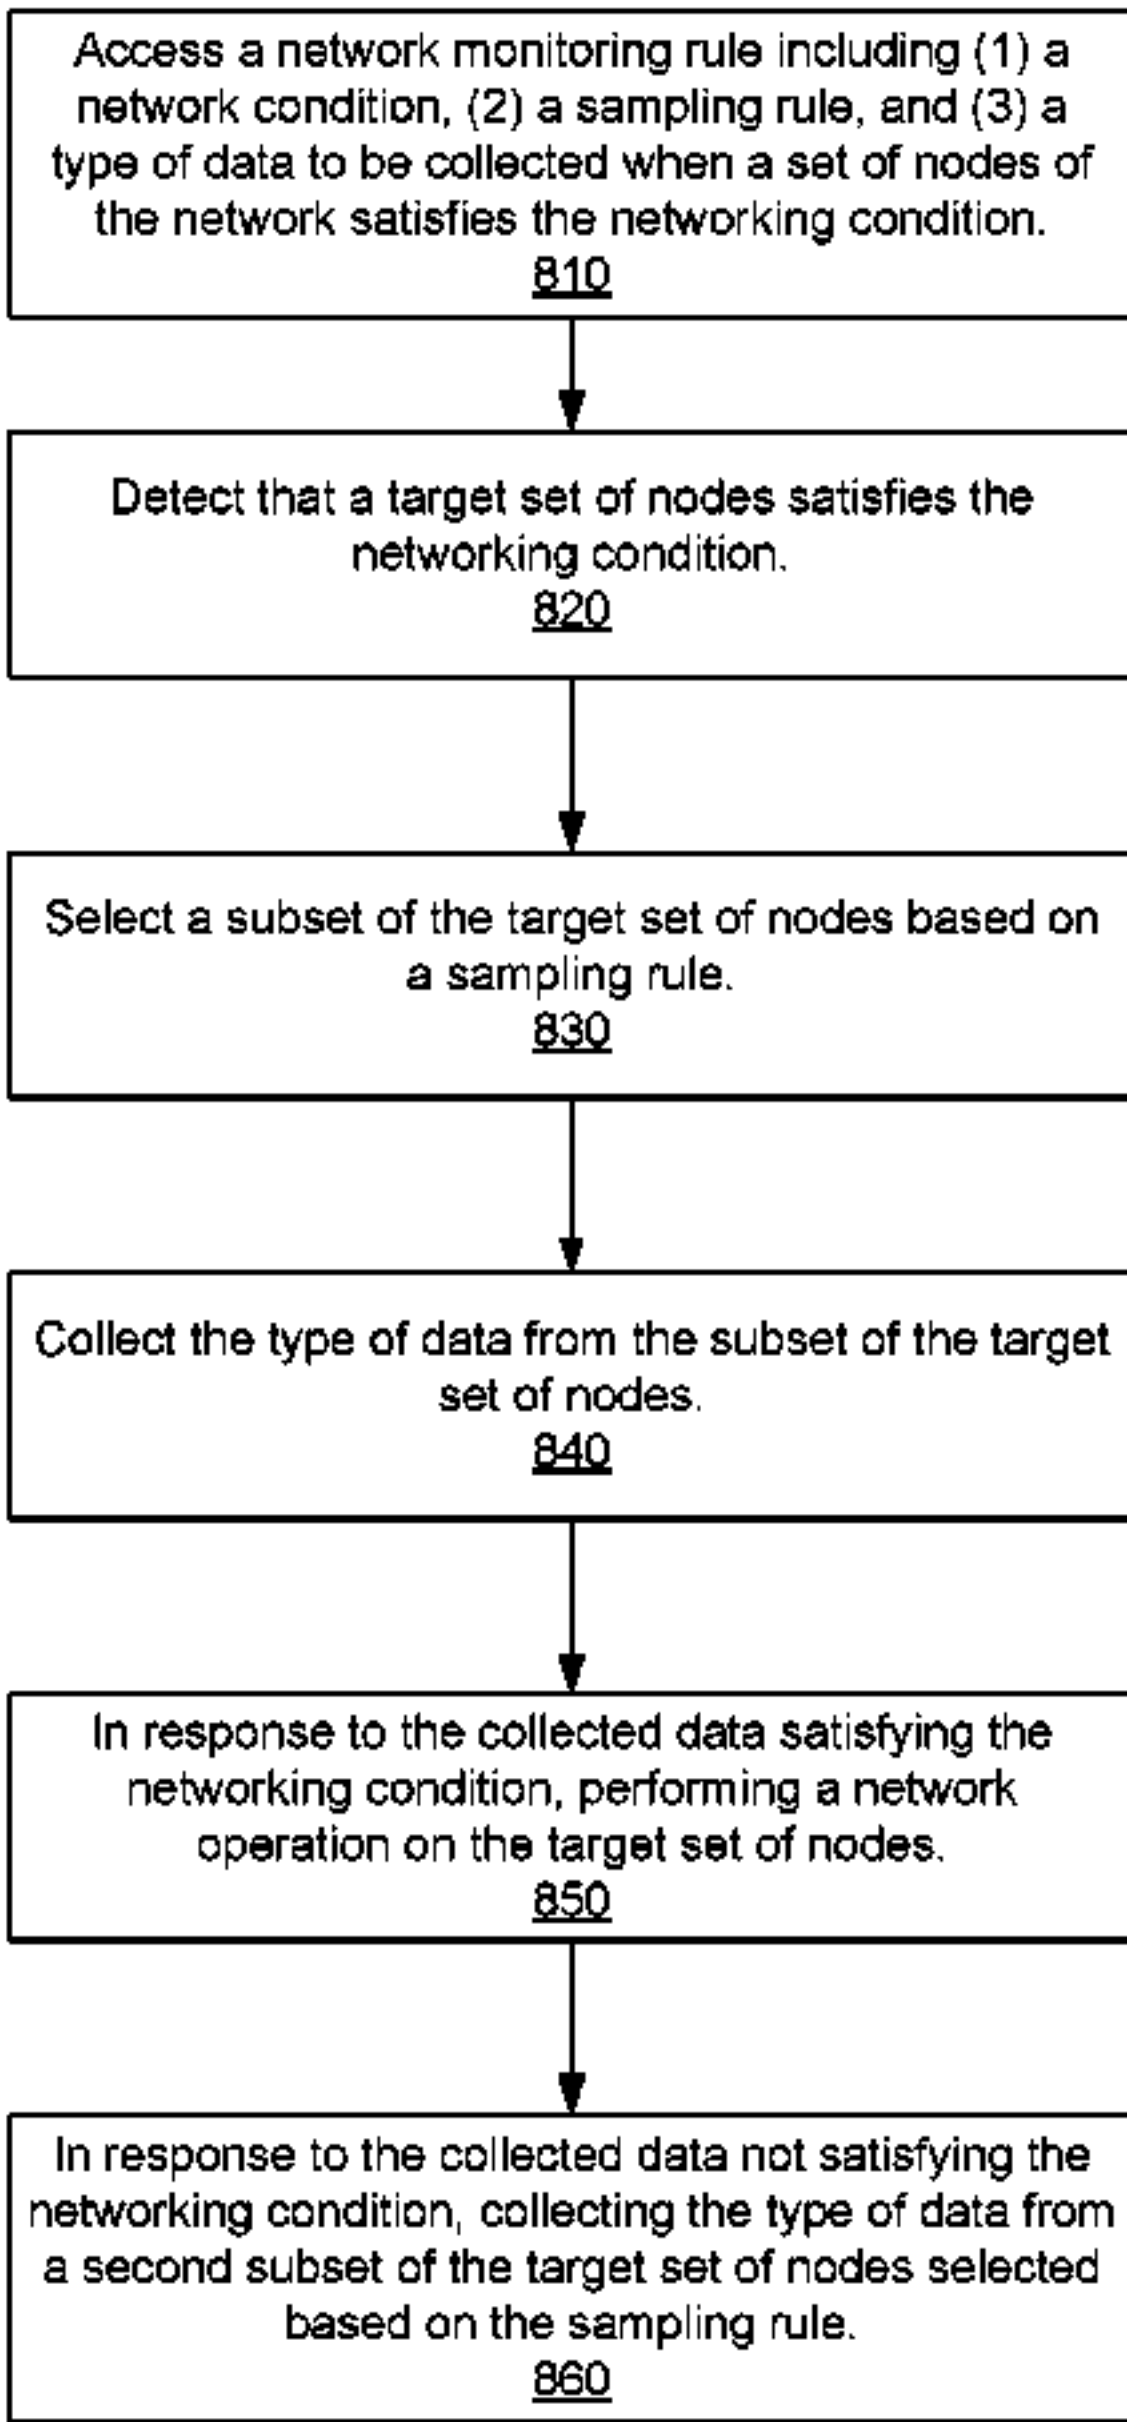 Access a network monitoring rule including (1) a
network condition, (2) a sampling rule, and (3) a
type of data to be collected when a set of nodes of
the network satisfies the networking condition.
810
Detect that a target set of nodes satisfies the
networking condition.
820
Select a subset of the target set of nodes based on
a sampling rule.
830
Collect the type of data from the subset of the target
set of nodes.
840
In response to the collected data satisfying the
networking condition, performing a network
operation on the target set of nodes.
850
In response to the collected data not satisfying the
networking condition, collecting the type of data from
a second subset of the target set of nodes selected
based on the sampling rule.
860